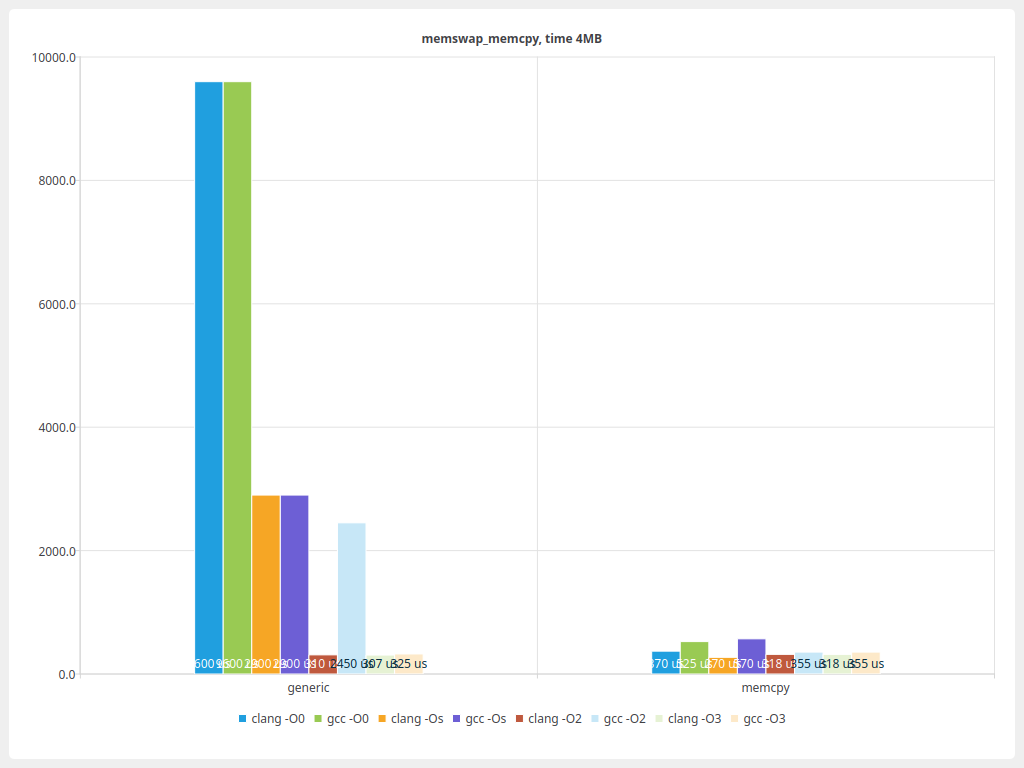 memswap_memcpy, time 4MB
10000.0
8000.0
6000.0
4000.0
2000.0
0.0
2450 us
307 us
325 us
318 us
355 us
318 us
355 us
generic
memcpy
clang -O0 gcc -O0 clang -Os gcc -Os clang -O2 gcc -O2 clang -O3 gcc -O3